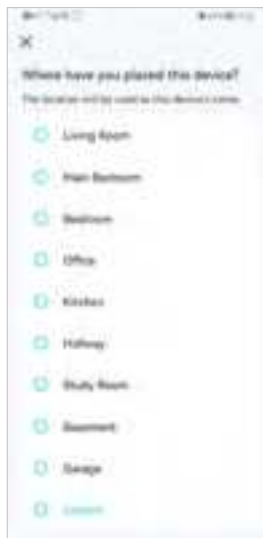 Where have you placed this device?
The location will be used as this device's name.
Living Room
Main Bedroom
Bedroom
Office
Kitchen
Hallway
Study Room
Basement
Garage
Custom